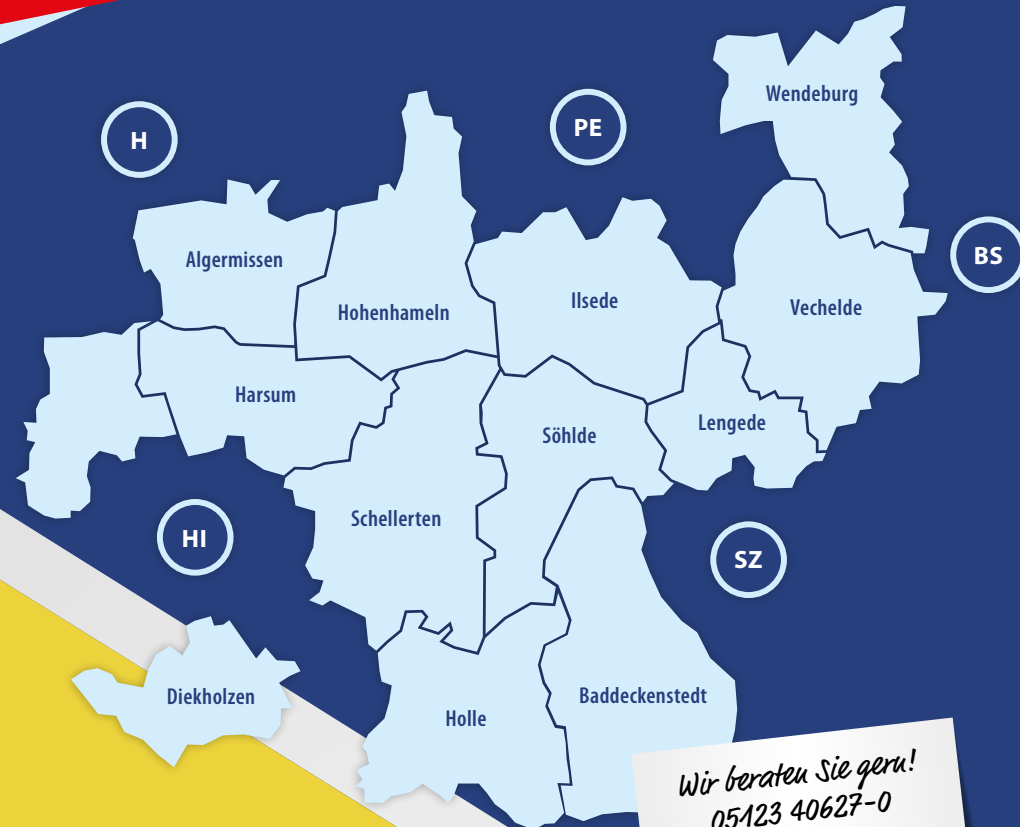 Wendeburg
H
PE
Algermissen
BS
Hohenhameln
Ilsede
Vechelde
Harsum
Söhlde
Lengede
Schellerten
HI
SZ
Diekholzen
Holle
Baddeckenstedt
Wir beraten Sie gern!
05123 40627-0